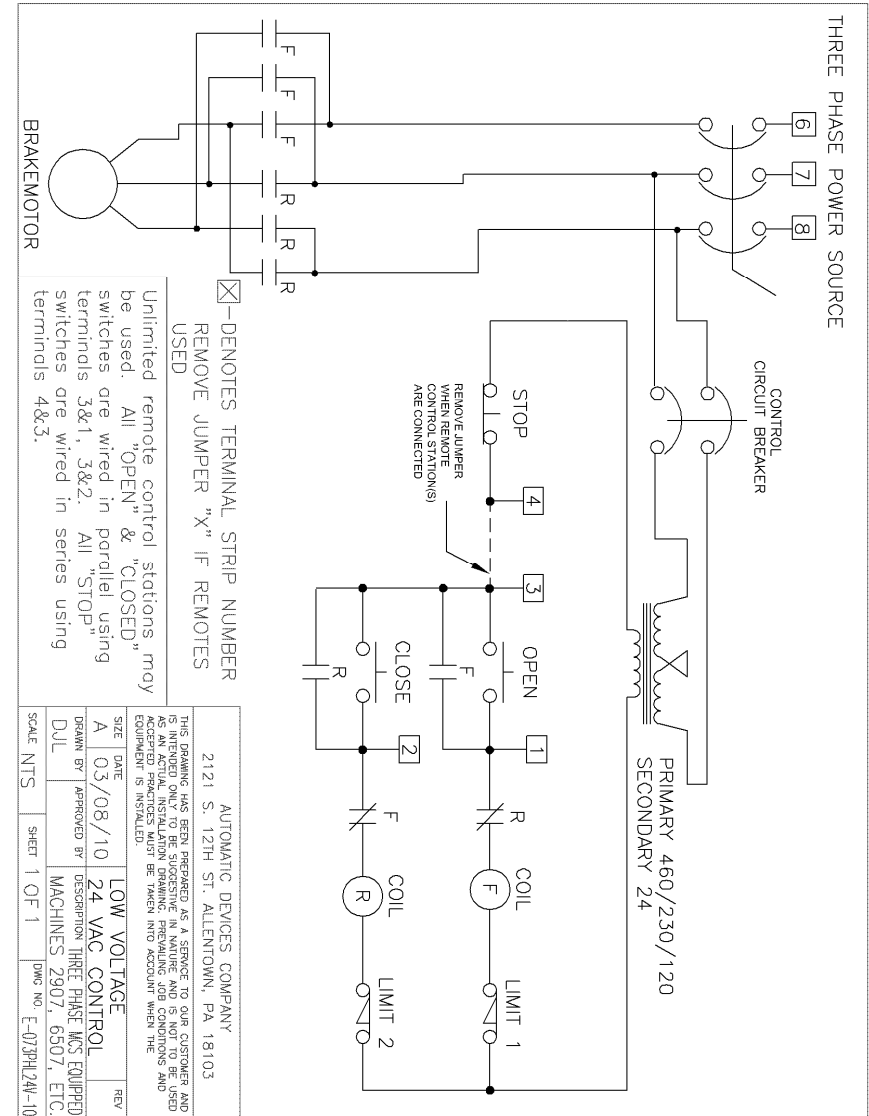 THREE PHASE POWER SOURCE
6
7
8
F
F
F
R
R
R
BRAKEMOTOR
CONTROL
CIRCUIT BREAKER
PRIMARY 460/230/120
SECONDARY 24
STOP
4
3
REMOVE JUMPER
WHEN REMOTE
CONTROL STATION(S)
ARE CONNECTED
OPEN
F
1
R
COIL
F
LIMIT 1
CLOSE
R
2
F
COIL
R
LIMIT 2
X-DENOTES TERMINAL STRIP NUMBER
REMOVE JUMPER "X" IF REMOTES
USED
Unlimited remote control stations may
be used. All "OPEN" & "CLOSED"
switches are wired in parallel using
terminals 3&1, 3&2. All "STOP"
switches are wired in series using
terminals 4&3.
AUTOMATIC DEVICES COMPANY
2121 S. 12TH ST. ALLENTOWN, PA 18103
THIS DRAWING HAS BEEN PREPARED AS A SERVICE TO OUR CUSTOMER AND
IS INTENDED ONLY TO BE SUGGESTIVE IN NATURE AND IS NOT TO BE USED
AS AN ACTUAL INSTALLATION DRAWING. PREVAILING JOB CONDITIONS AND
ACCEPTED PRACTICES MUST BE TAKEN INTO ACCOUNT WHEN THE
EQUIPMENT IS INSTALLED.
SIZE A
DATE 03/08/10
LOW VOLTAGE
24 VAC CONTROL
REV
DRAWN BY DJL
APPROVED BY
DESCRIPTION THREE PHASE MCS EQUIPPED
MACHINES 2907, 6507, ETC.
SCALE NTS
SHEET 1 OF 1
DWG NO. E-073PHL24V-10